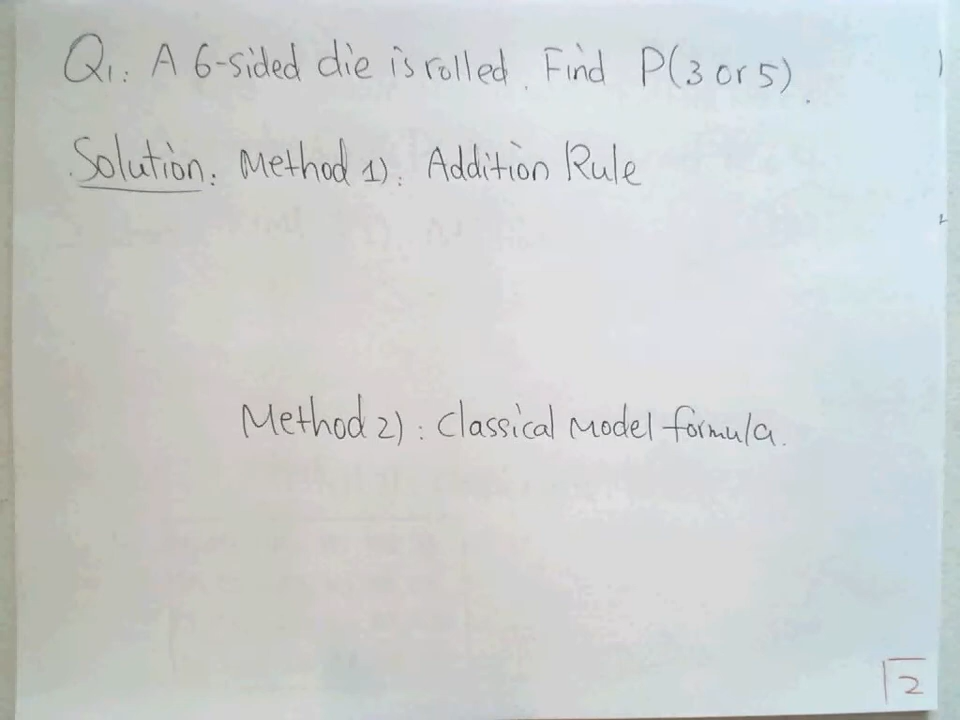 Q1: A 6-sided die is rolled. Find P(3 or 5).
Solution: Method 1): Addition Rule
Method 2): Classical Model formula.
2